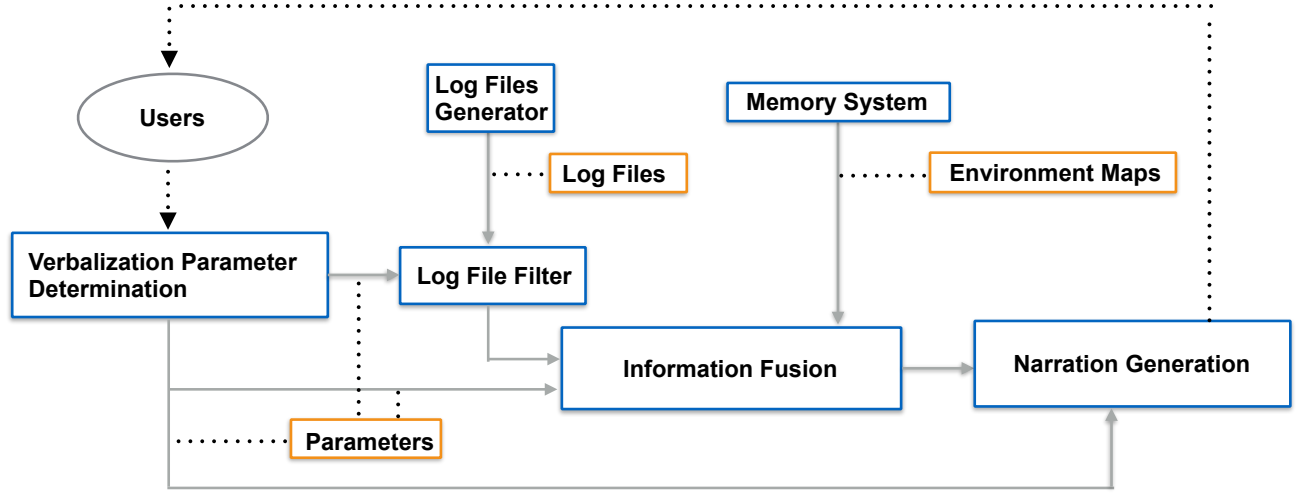 Users
Log Files
Generator
Memory System
Log Files
Environment Maps
Verbalization Parameter
Determination
Log File Filter
Information Fusion
Narration Generation
Parameters